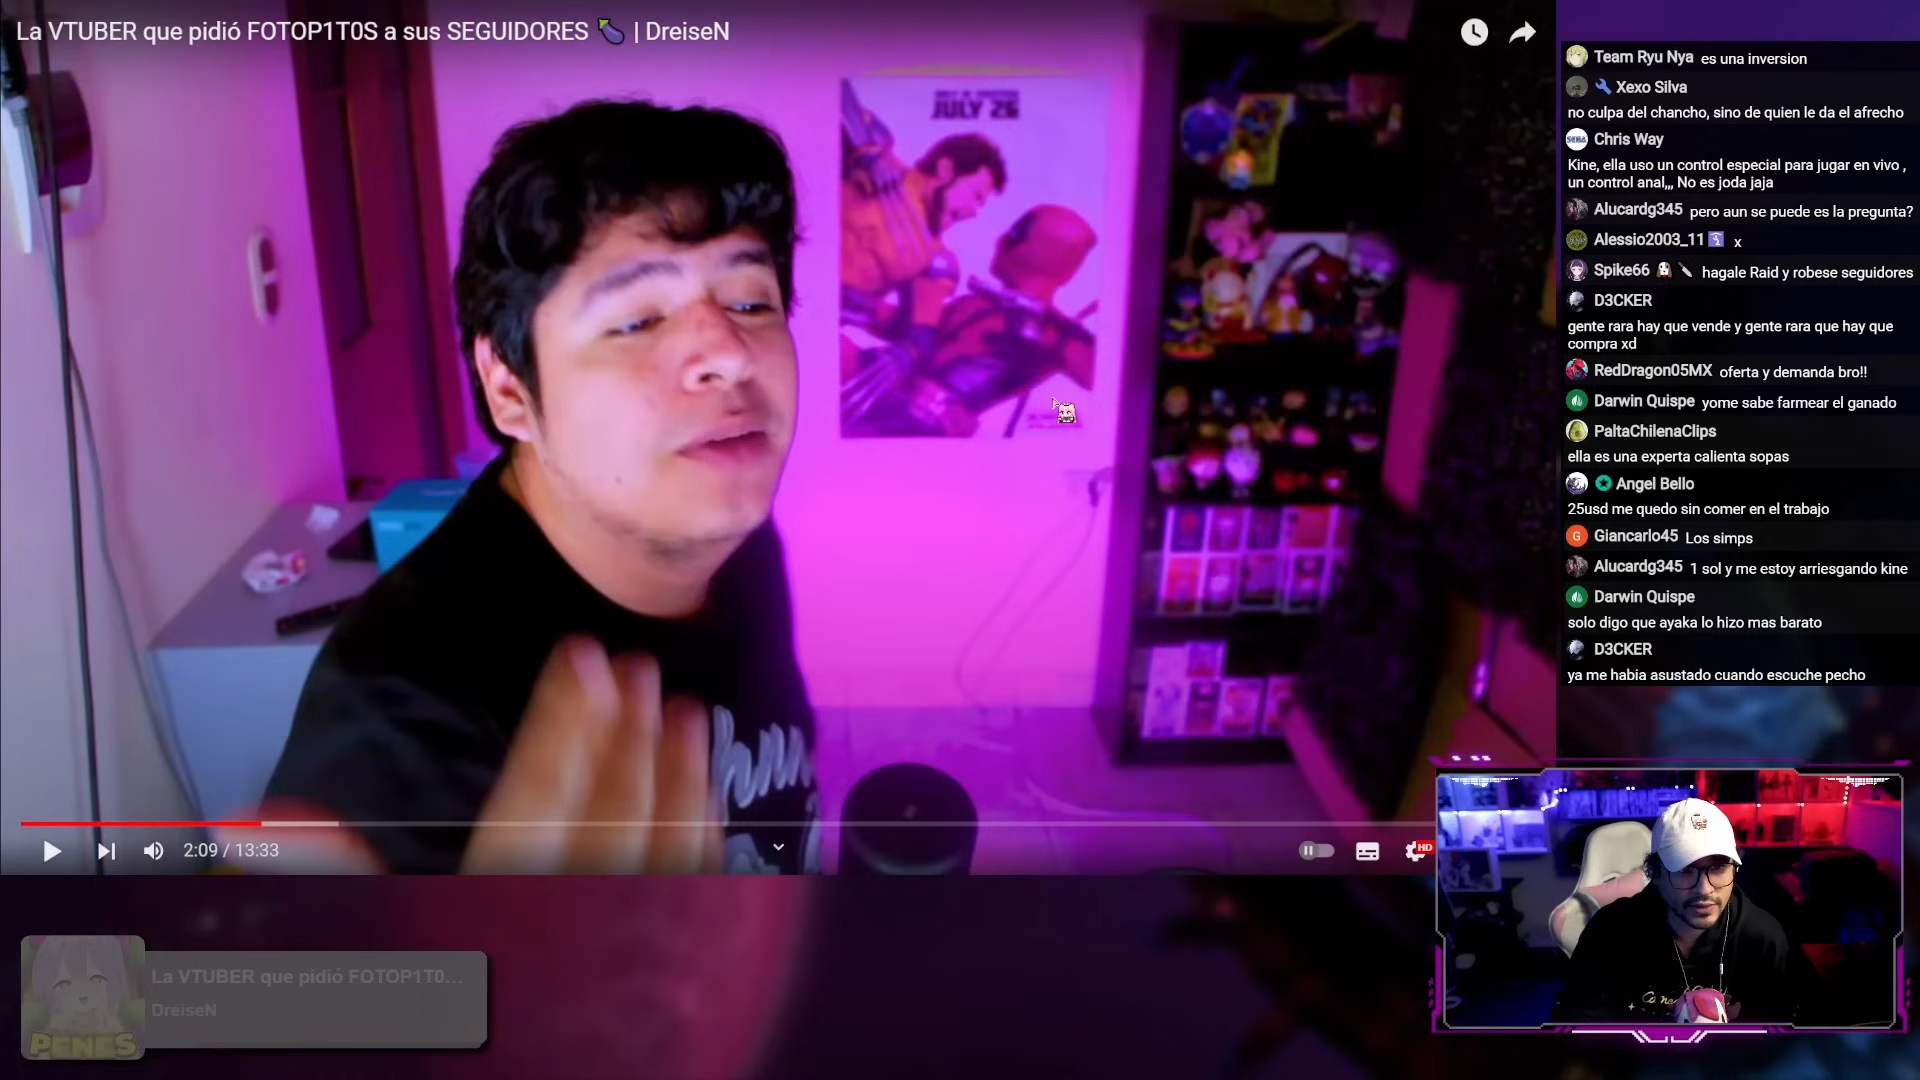 La VTUBER que pidió FOTOP1T0S a sus SEGUIDORES 🍆 | DreiseN
JULY 26
2:09 / 13:33
HD
La VTUBER que pidió FOTOP1T0...
DreiseN
PENES
Team Ryu Nya es una inversion
Xexo Silva
no culpa del chancho, sino de quien le da el afrecho
SEGA
Chris Way
Kine, ella uso un control especial para jugar en vivo ,
un control anal,,, No es joda jaja
Alucardg345 pero aun se puede es la pregunta?
Alessio2003_11 x
Spike66 hagale Raid y robese seguidores
D3CKER
gente rara hay que vende y gente rara que hay que
compra xd
RedDragon05MX oferta y demanda bro!!
Darwin Quispe yome sabe farmear el ganado
PaltaChilenaClips
ella es una experta calienta sopas
Angel Bello
25usd me quedo sin comer en el trabajo
G Giancarlo45 Los simps
Alucardg345 1 sol y me estoy arriesgando kine
Darwin Quispe
solo digo que ayaka lo hizo mas barato
D3CKER
ya me habia asustado cuando escuche pecho